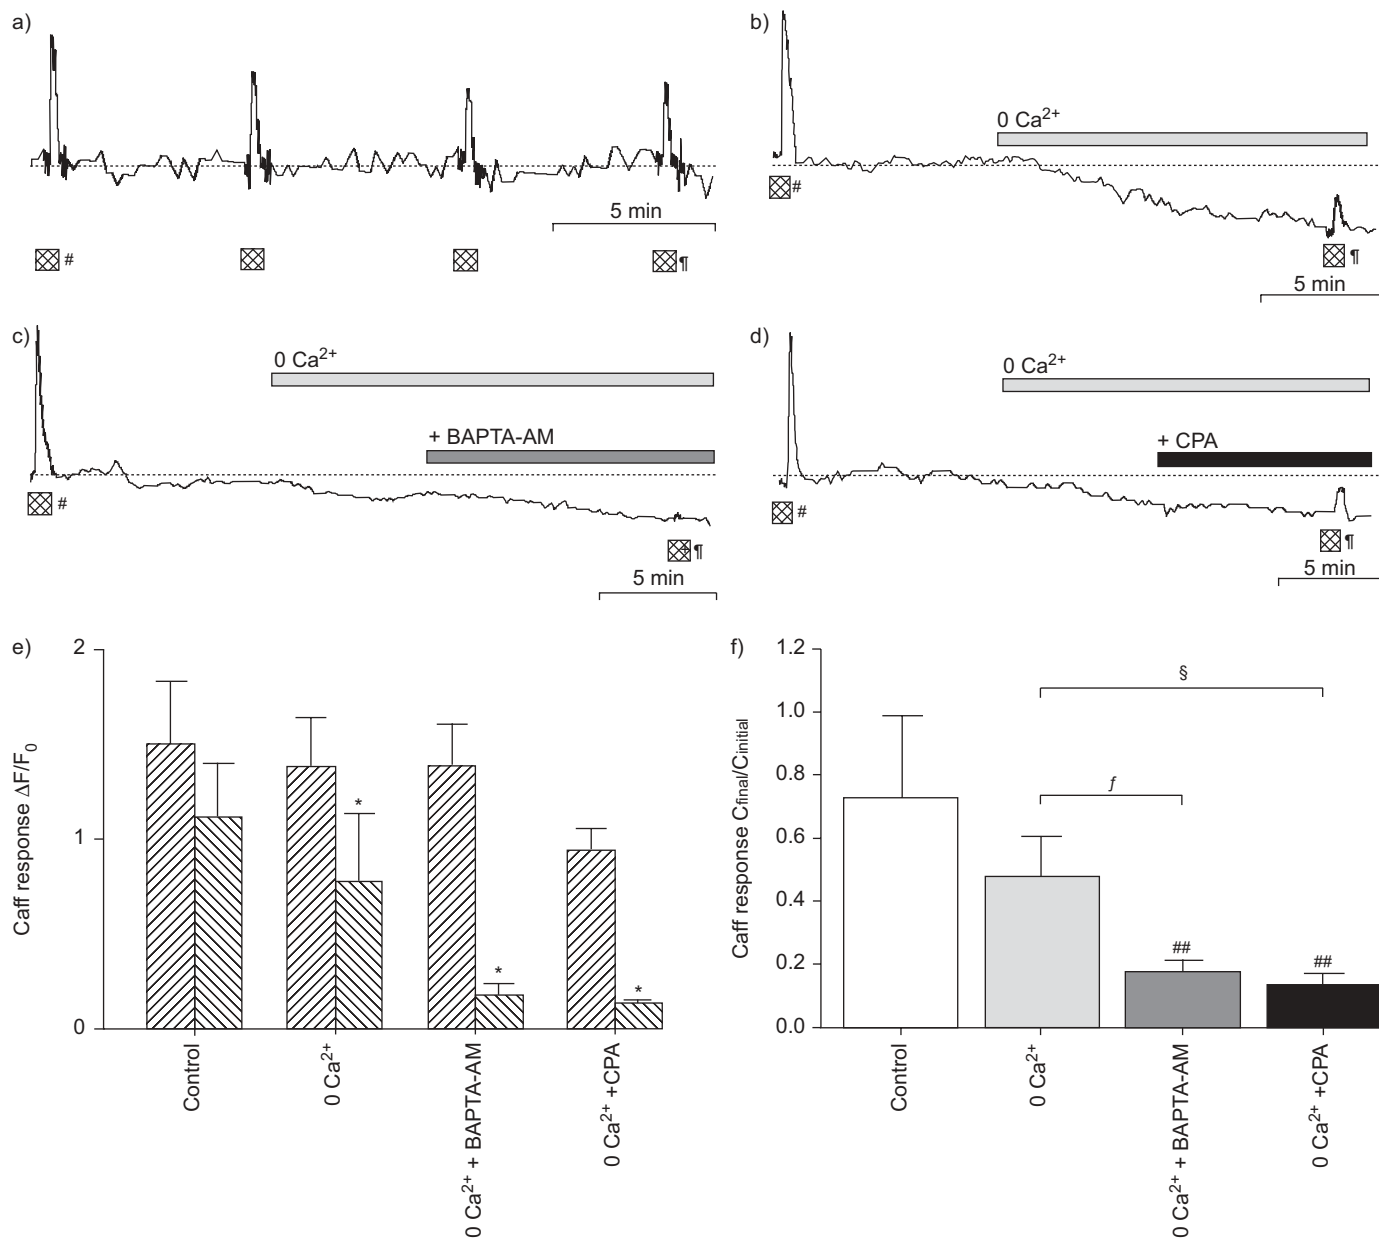 a)
5 min
#
¶
b)
0 Ca²⁺
#
¶
5 min
c)
0 Ca²⁺
+ BAPTA-AM
#
¶
5 min
d)
0 Ca²⁺
+ CPA
#
¶
5 min
e)
2
1
0
Caff response ΔF/F₀
*
*
*
Control
0 Ca²⁺
0 Ca²⁺ + BAPTA-AM
0 Ca²⁺ +CPA
f)
1.2
1.0
0.8
0.6
0.4
0.2
0.0
Caff response Cfinal/Cinitial
§
ƒ
##
##
Control
0 Ca²⁺
0 Ca²⁺ + BAPTA-AM
0 Ca²⁺ +CPA